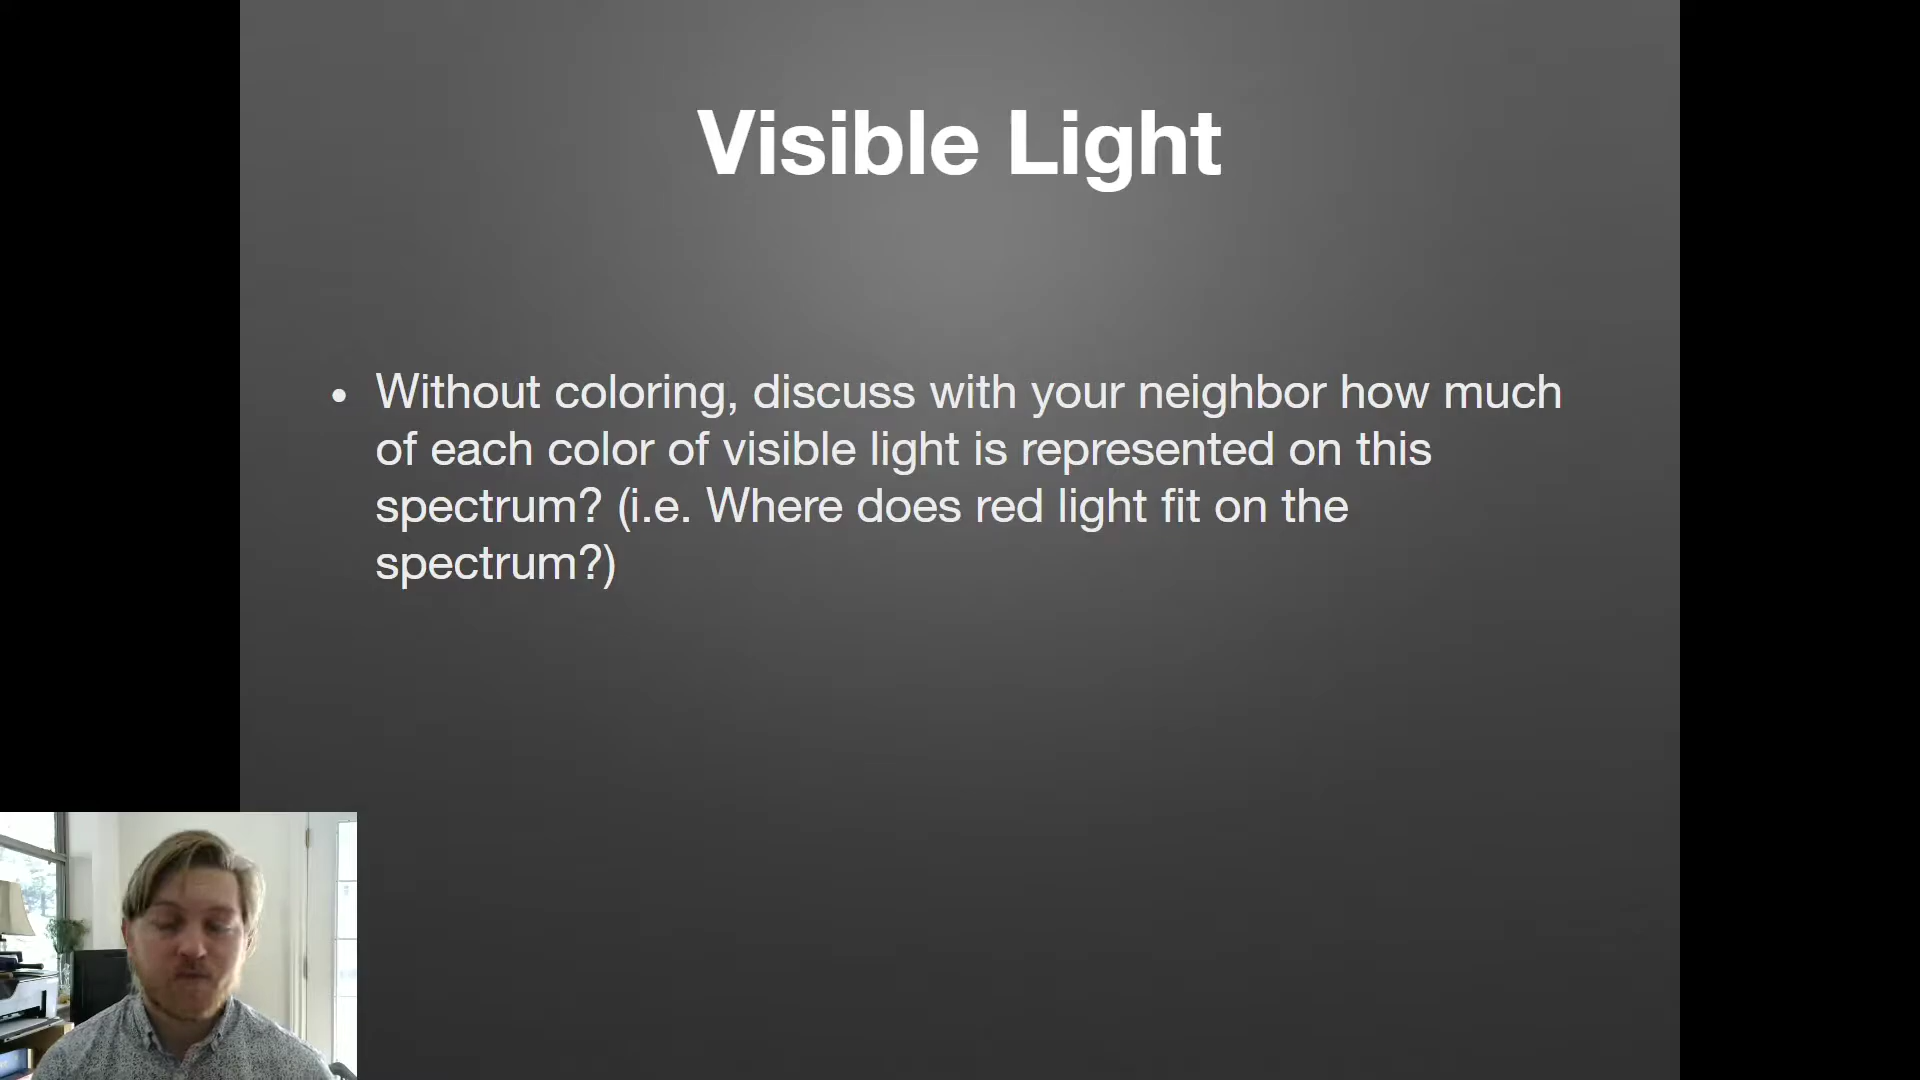 Visible Light
• Without coloring, discuss with your neighbor how much
of each color of visible light is represented on this
spectrum? (i.e. Where does red light fit on the
spectrum?)